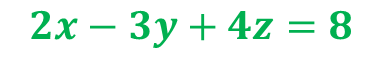 2x − 3y + 4z = 8